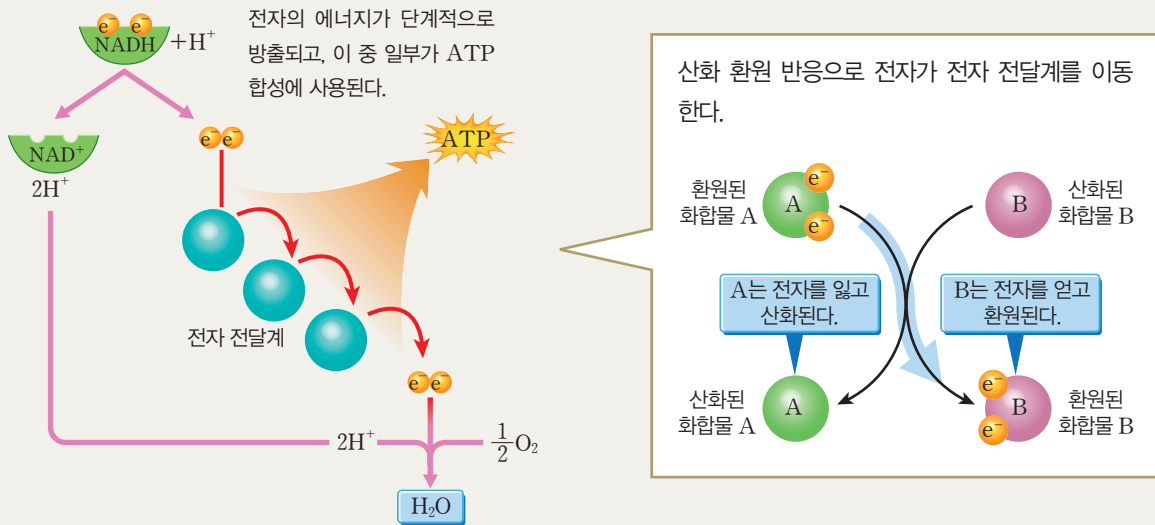 e⁻ e⁻
NADH +H⁺
전자의 에너지가 단계적으로
방출되고, 이 중 일부가 ATP
합성에 사용된다.
NAD⁺
2H⁺
e⁻ e⁻
ATP
전자 전달계
e⁻ e⁻
2H⁺
½O₂
H₂O
산화 환원 반응으로 전자가 전자 전달계를 이동
한다.
환원된
화합물 A
A
e⁻
e⁻
B
산화된
화합물 B
A는 전자를 잃고
산화된다.
B는 전자를 얻고
환원된다.
산화된
화합물 A
A
e⁻
e⁻
B
환원된
화합물 B